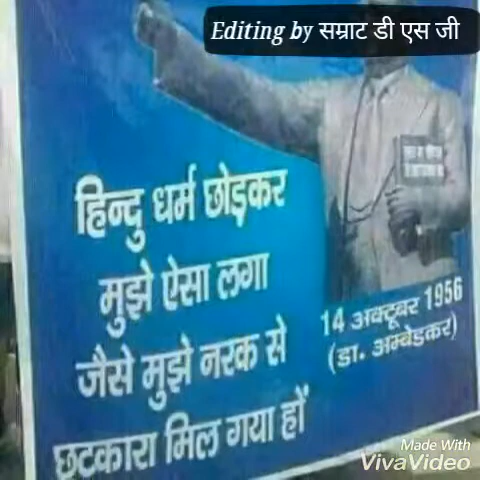 Editing by सम्राट डी एस जी
हिन्दु धर्म छोड़कर
मुझे ऐसा लगा
जैसे मुझे नरक से
छटकारा मिल गया हों
14 अक्टूबर 1956
(डा. अम्बेडकर)
Made With
VivaVideo